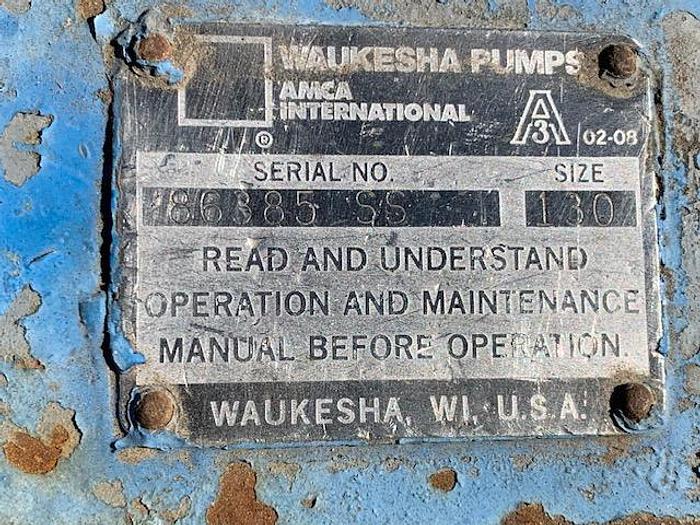 WAUKESHA PUMPS
AMCA
INTERNATIONAL
®
A
3
02-08
SERIAL NO. SIZE
86385 SS 130
READ AND UNDERSTAND
OPERATION AND MAINTENANCE
MANUAL BEFORE OPERATION.
WAUKESHA, WI, U.S.A.